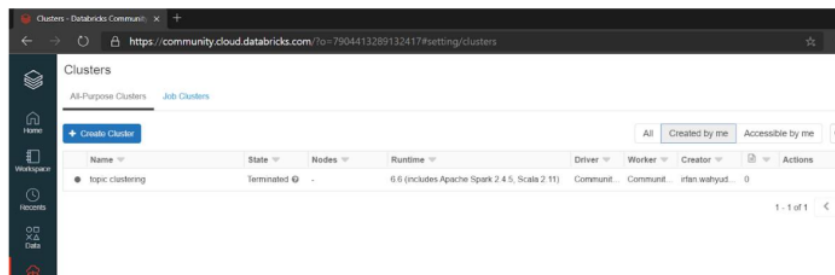 Clusters - Databricks Communit
https://community.cloud.databricks.com/?o=7904413289132417#setting/clusters
Clusters
All-Purpose Clusters Job Clusters
Home
+ Create Cluster
All Created by me Accessible by me
Workspace
Name State Nodes Runtime Driver Worker Creator Actions
topic clustering Terminated - 6.6 (includes Apache Spark 2.4.5, Scala 2.11) Communit... Communit... irfan wahyud... 0
Recents
1 - 1 of 1
Data